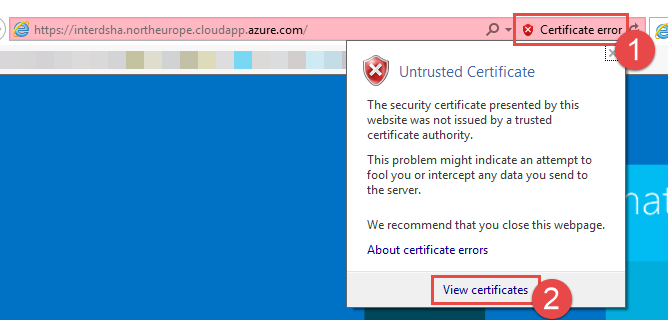 https://interdsha.northeurope.cloudapp.azure.com/
Certificate error
1
Untrusted Certificate
The security certificate presented by this
website was not issued by a trusted
certificate authority.
This problem might indicate an attempt to
fool you or intercept any data you send to
the server.
We recommend that you close this webpage.
About certificate errors
View certificates
2